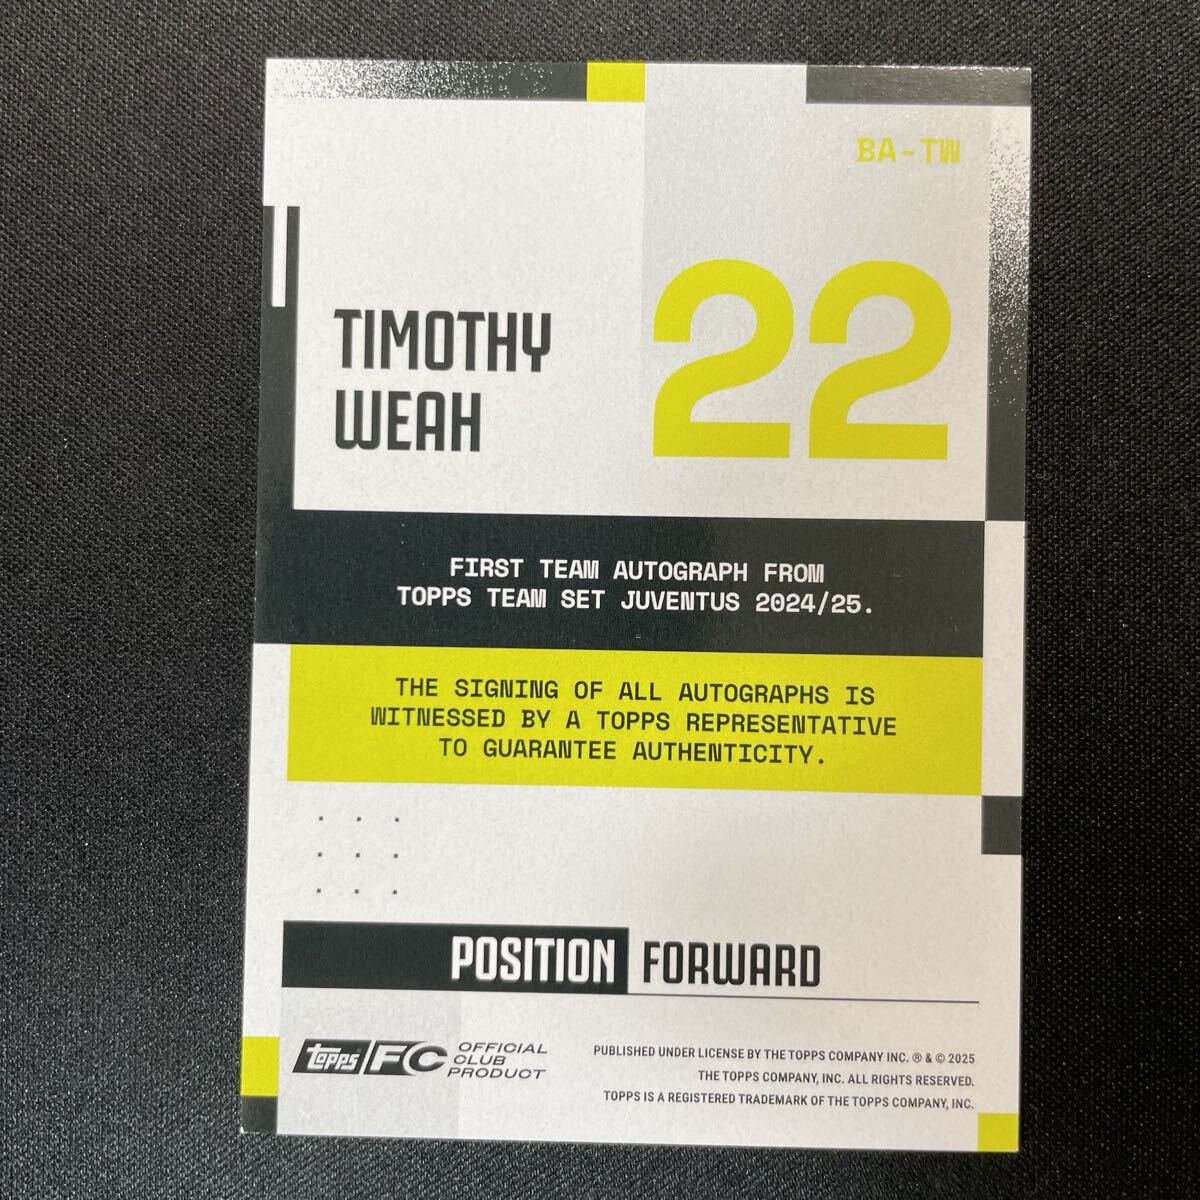 BA-TW
22
TIMOTHY
WEAH
FIRST TEAM AUTOGRAPH FROM
TOPPS TEAM SET JUVENTUS 2024/25.
THE SIGNING OF ALL AUTOGRAPHS IS
WITNESSED BY A TOPPS REPRESENTATIVE
TO GUARANTEE AUTHENTICITY.
POSITION FORWARD
topps FC
OFFICIAL
CLUB
PRODUCT
PUBLISHED UNDER LICENSE BY THE TOPPS COMPANY INC. ® & © 2025
THE TOPPS COMPANY, INC. ALL RIGHTS RESERVED.
TOPPS IS A REGISTERED TRADEMARK OF THE TOPPS COMPANY, INC.